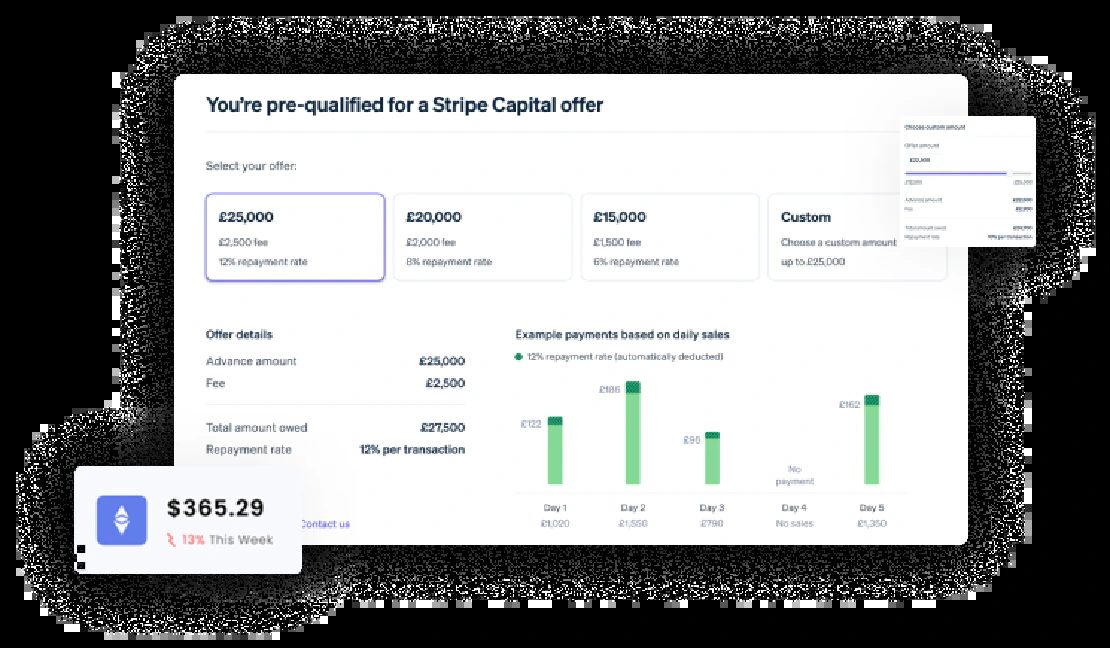 You're pre-qualified for a Stripe Capital offer
Select your offer:
£25,000
£2,500 fee
12% repayment rate
£20,000
£2,000 fee
8% repayment rate
£15,000
£1,500 fee
6% repayment rate
Custom
Choose a custom amount
up to £25,000
Choose custom amount
Offer amount
£22,500
£25,000
Advance amount
Fee
Total amount owed
Repayment rate
10% per transaction
Offer details
Advance amount £25,000
Fee £2,500
Total amount owed £27,500
Repayment rate 12% per transaction
Contact us
Example payments based on daily sales
12% repayment rate (automatically deducted)
£122
£186
£95
No
payment
£162
Day 1 Day 2 Day 3 Day 4 Day 5
£1,020 £1,550 £790 No sales £1,350
$365.29
13% This Week